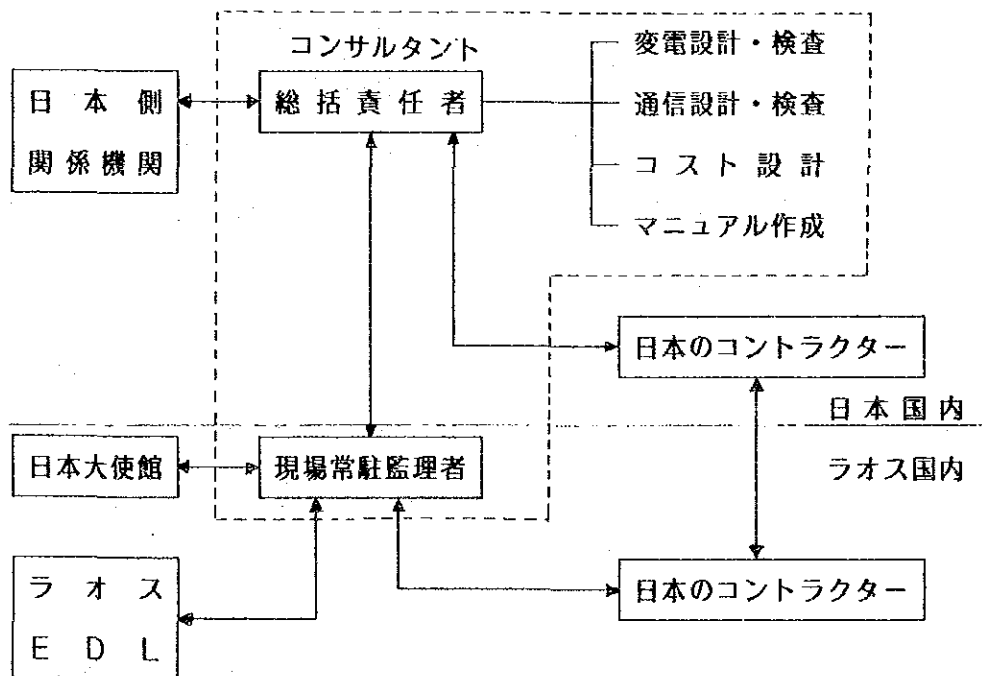 コンサルタント
日本側
関係機関
総括責任者
変電設計・検査
通信設計・検査
コスト設計
マニュアル作成
日本のコントラクター
日本国内
日本大使館
現場常駐監理者
ラオス国内
ラオス
EDL
日本のコントラクター